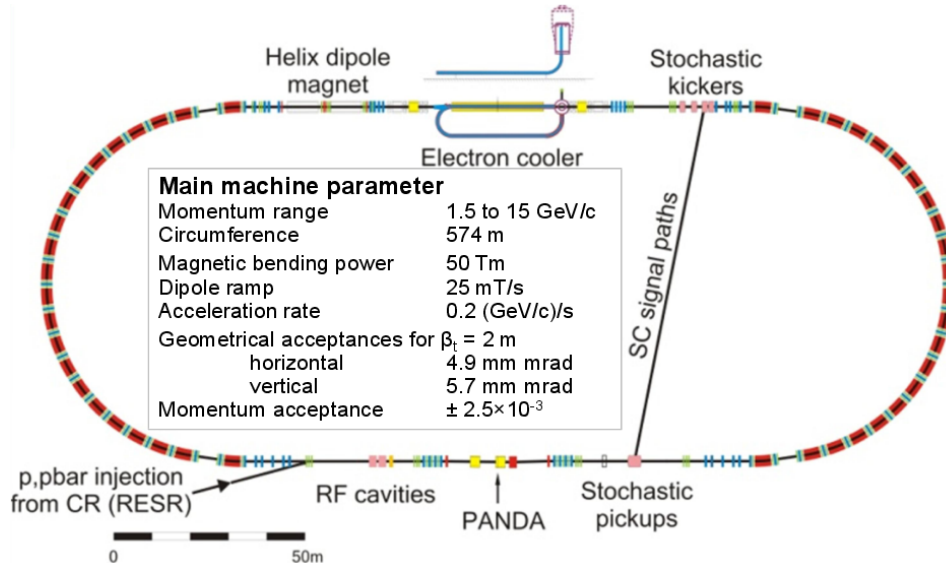 Helix dipole
magnet
Stochastic
kickers
Electron cooler
Main machine parameter
Momentum range 1.5 to 15 GeV/c
Circumference 574 m
Magnetic bending power 50 Tm
Dipole ramp 25 mT/s
Acceleration rate 0.2 (GeV/c)/s
Geometrical acceptances for βt = 2 m
horizontal 4.9 mm mrad
vertical 5.7 mm mrad
Momentum acceptance ± 2.5×10-3
SC signal paths
p,pbar injection
from CR (RESR)
RF cavities
PANDA
Stochastic
pickups
0 50m